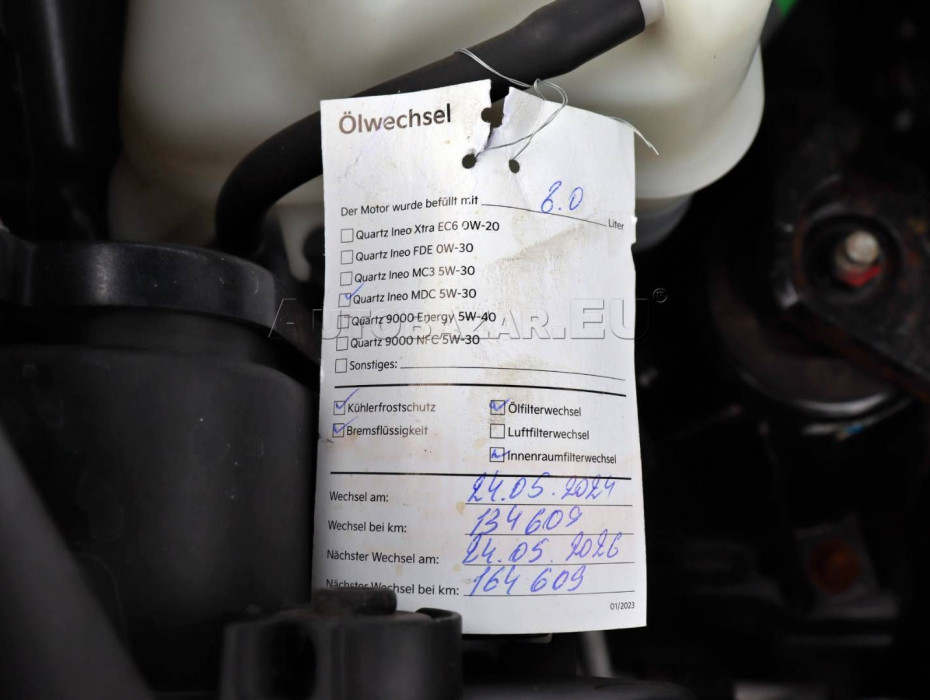 Ölwechsel
Der Motor wurde befüllt mit 8.0 Liter
Quartz Ineo Xtra EC6 0W-20
Quartz Ineo FDE 0W-30
Quartz Ineo MC3 5W-30
Quartz Ineo MDC 5W-30
Quartz 9000 Energy 5W-40
Quartz 9000 NFC 5W-30
Sonstiges:
AUTOBAZAR.EU©
Kühlerfrostschutz Ölfilterwechsel
Bremsflüssigkeit Luftfilterwechsel
Innenraumfilterwechsel
Wechsel am: 24.05.2024
Wechsel bei km: 134609
Nächster Wechsel am: 24.05.2026
Nächster Wechsel bei km: 164 609
01/2023